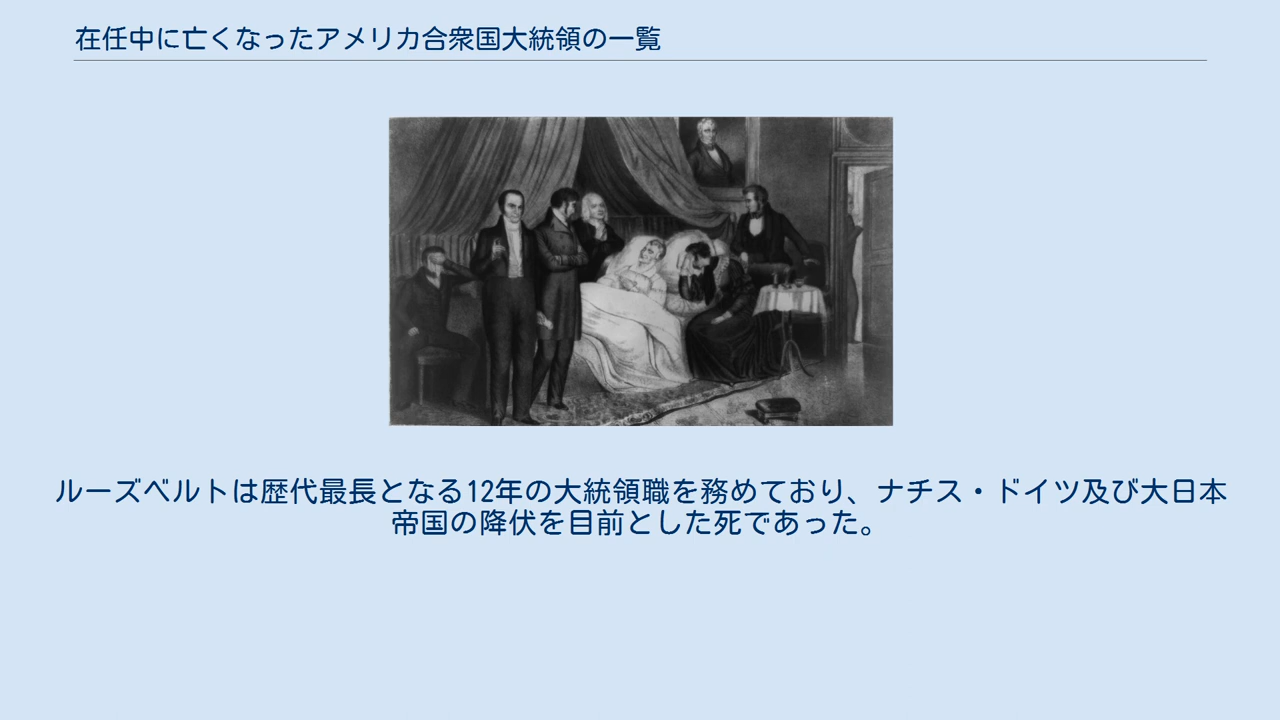 在任中に亡くなったアメリカ合衆国大統領の一覧
ルーズベルトは歴代最長となる12年の大統領職を務めており、ナチス・ドイツ及び大日本
帝国の降伏を目前とした死であった。